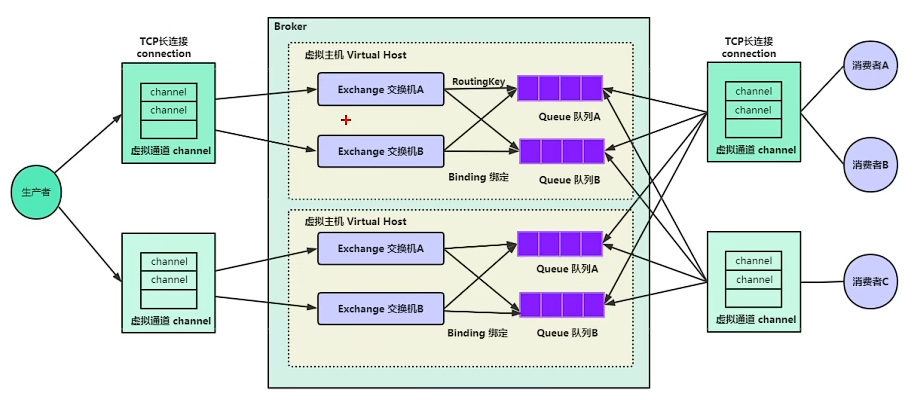 Broker
TCP长连接
connection
channel
channel
虚拟通道 channel
生产者
channel
channel
虚拟通道 channel
虚拟主机 Virtual Host
Exchange 交换机A
RoutingKey
Queue 队列A
Exchange 交换机B
Queue 队列B
Binding 绑定
虚拟主机 Virtual Host
Exchange 交换机A
Queue 队列A
Exchange 交换机B
Queue 队列B
Binding 绑定
TCP长连接
connection
channel
channel
虚拟通道 channel
channel
channel
虚拟通道 channel
消费者A
消费者B
消费者C